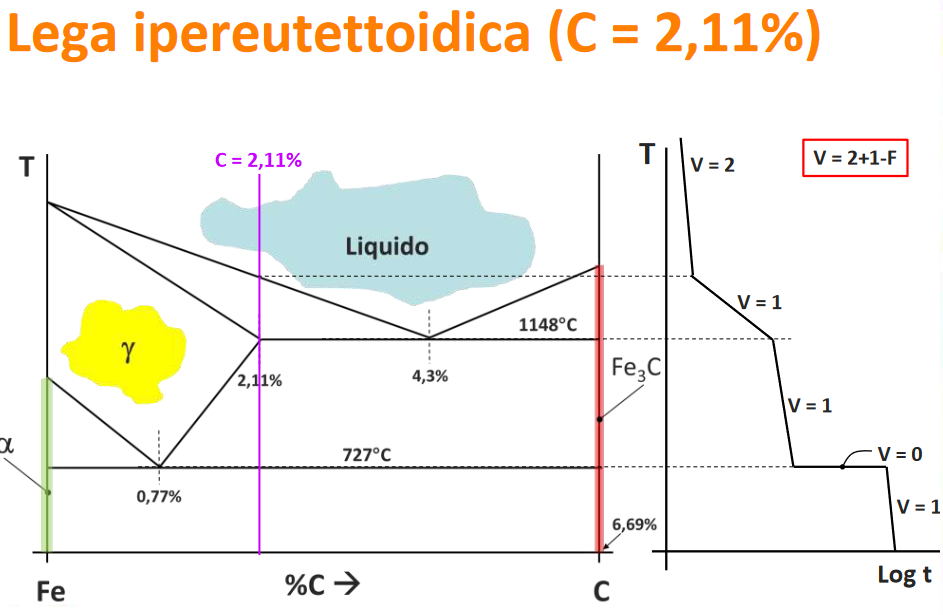 Lega ipereutettoidica (C = 2,11%)
T
C = 2,11%
Liquido
γ
1148°C
2,11%
4,3%
Fe₃C
α
727°C
0,77%
6,69%
Fe
%C →
C
T
V = 2
V = 2+1-F
V = 1
V = 1
V = 0
V = 1
Log t